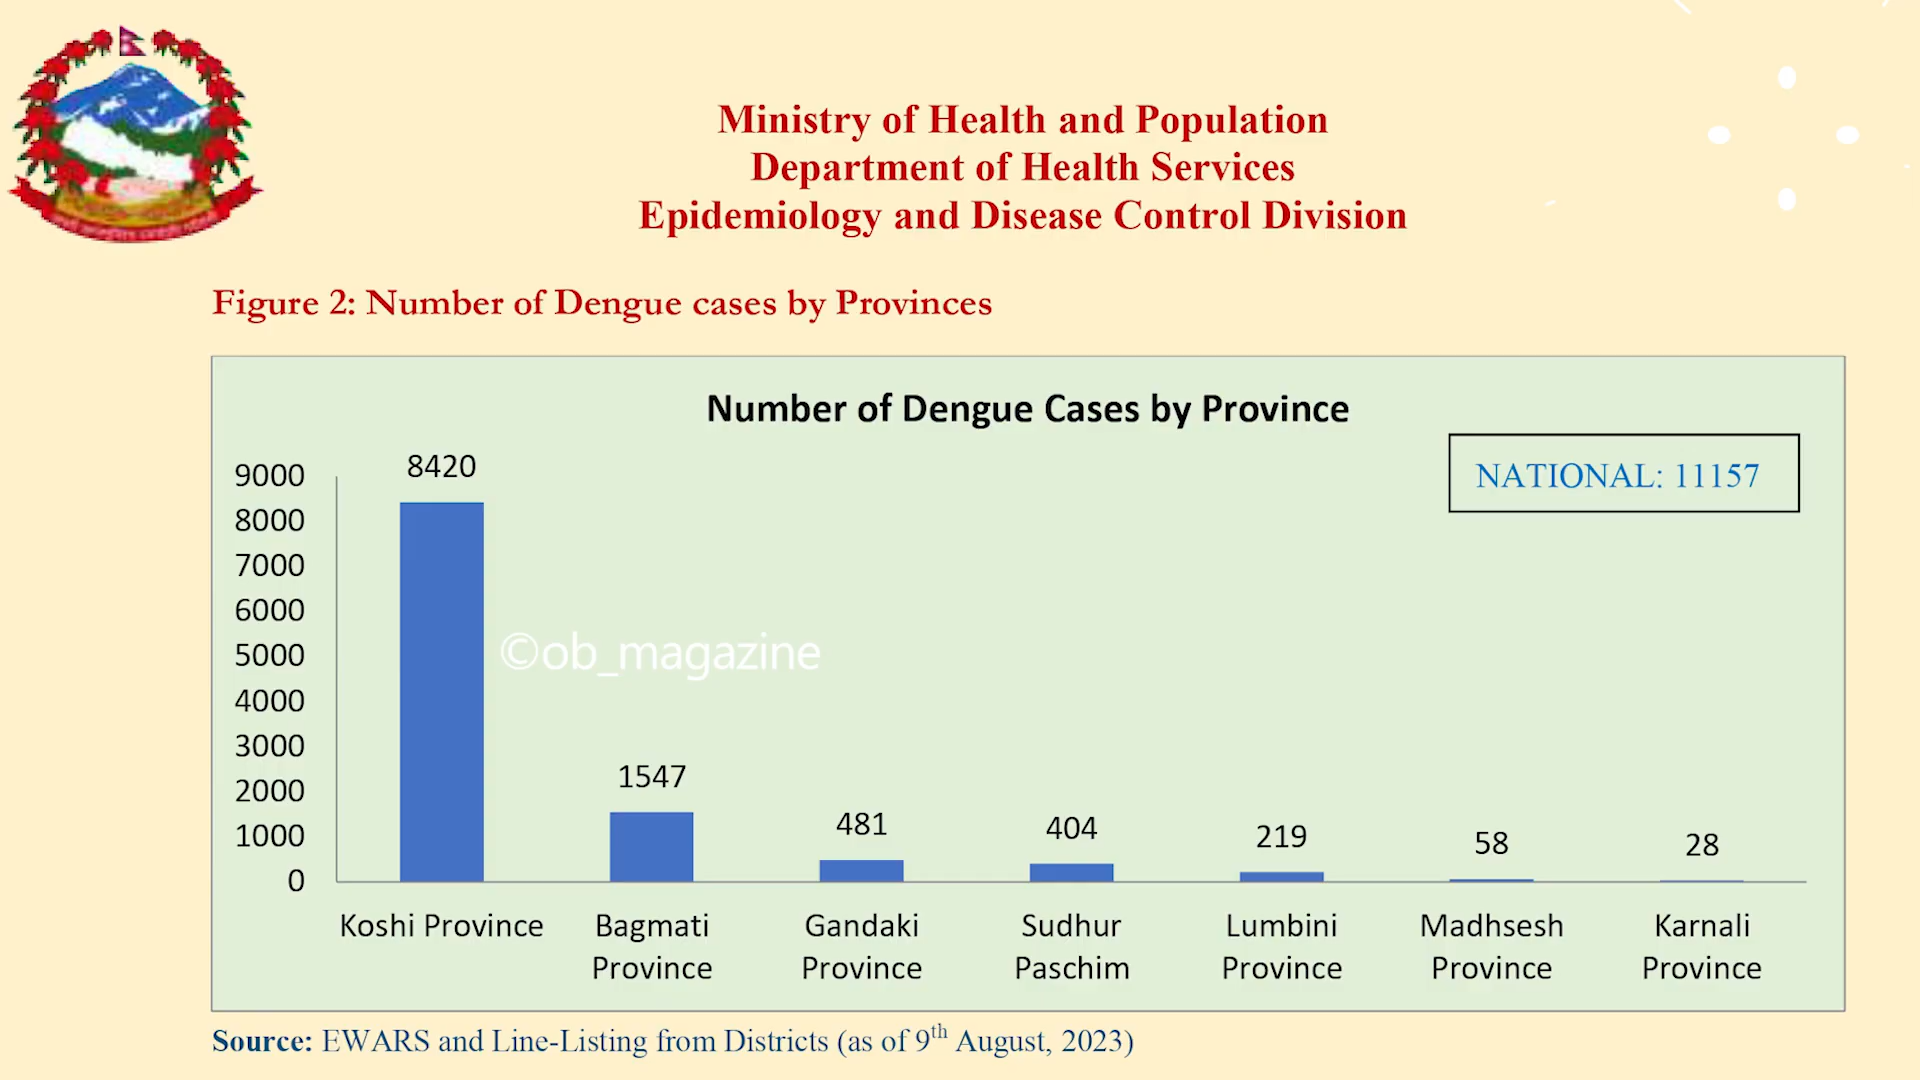 Ministry of Health and Population
Department of Health Services
Epidemiology and Disease Control Division
Figure 2: Number of Dengue cases by Provinces
Number of Dengue Cases by Province
NATIONAL: 11157
9000
8000
7000
6000
5000
4000
3000
2000
1000
0
8420
1547
481
404
219
58
28
©ob_magazine
Koshi Province
Bagmati
Province
Gandaki
Province
Sudhur
Paschim
Lumbini
Province
Madhsesh
Province
Karnali
Province
Source: EWARS and Line-Listing from Districts (as of 9th August, 2023)